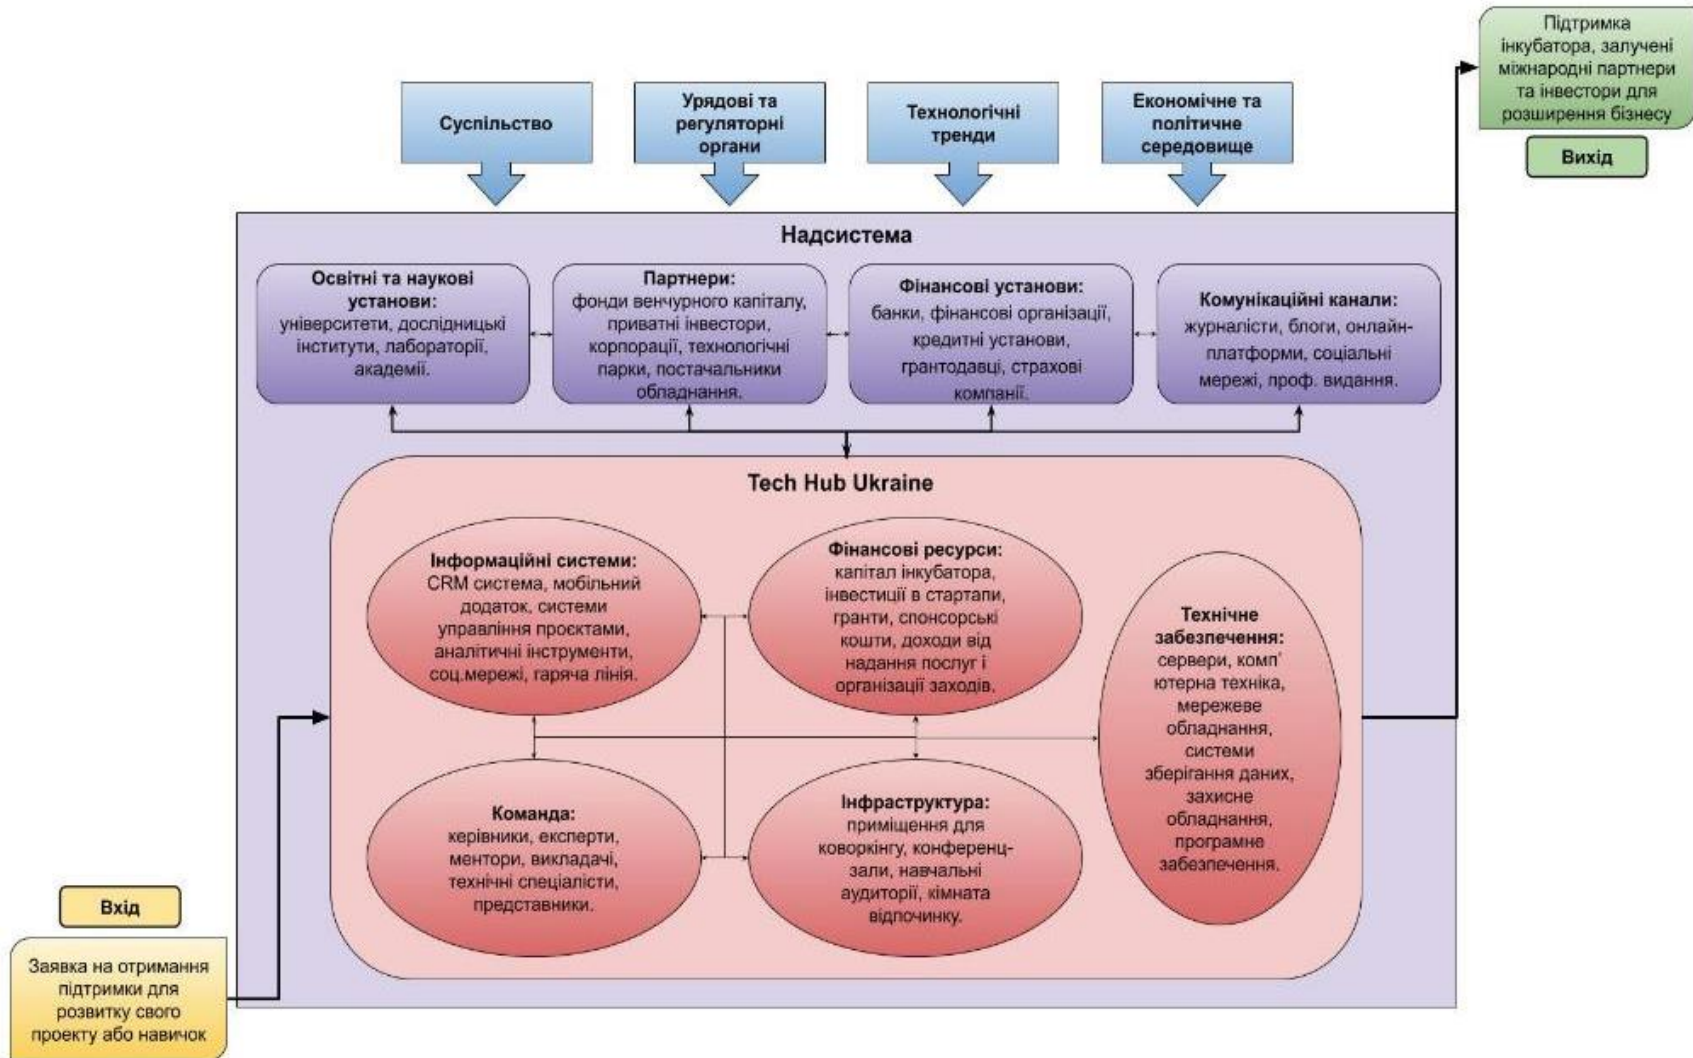 Підтримка
інкубатора, залучені
міжнародні партнери
та інвестори для
розширення бізнесу
Вихід
Суспільство
Урядові та
регуляторні
органи
Технологічні
тренди
Економічне та
політичне
середовище
Надсистема
Освітні та наукові
установи:
університети, дослідницькі
інститути, лабораторії,
академії.
Партнери:
фонди венчурного капіталу,
приватні інвестори,
корпорації, технологічні
парки, постачальники
обладнання.
Фінансові установи:
банки, фінансові організації,
кредитні установи,
грантодавці, страхові
компанії.
Комунікаційні канали:
журналісти, блоги, онлайн-
платформи, соціальні
мережі, проф. видання.
Tech Hub Ukraine
Інформаційні системи:
CRM система, мобільний
додаток, системи
управління проєктами,
аналітичні інструменти,
соц.мережі, гаряча лінія.
Фінансові ресурси:
капітал інкубатора,
інвестиції в стартапи,
гранти, спонсорські
кошти, доходи від
надання послуг і
організації заходів.
Технічне
забезпечення:
сервери, комп'
ютерна техніка,
мережеве
обладнання,
системи
зберігання даних,
захисне
обладнання,
програмне
забезпечення.
Команда:
керівники, експерти,
ментори, викладачі,
технічні спеціалісти,
представники.
Інфраструктура:
приміщення для
коворкінгу, конференц-
зали, навчальні
аудиторії, кімната
відпочинку.
Вхід
Заявка на отримання
підтримки для
розвитку свого
проекту або навичок